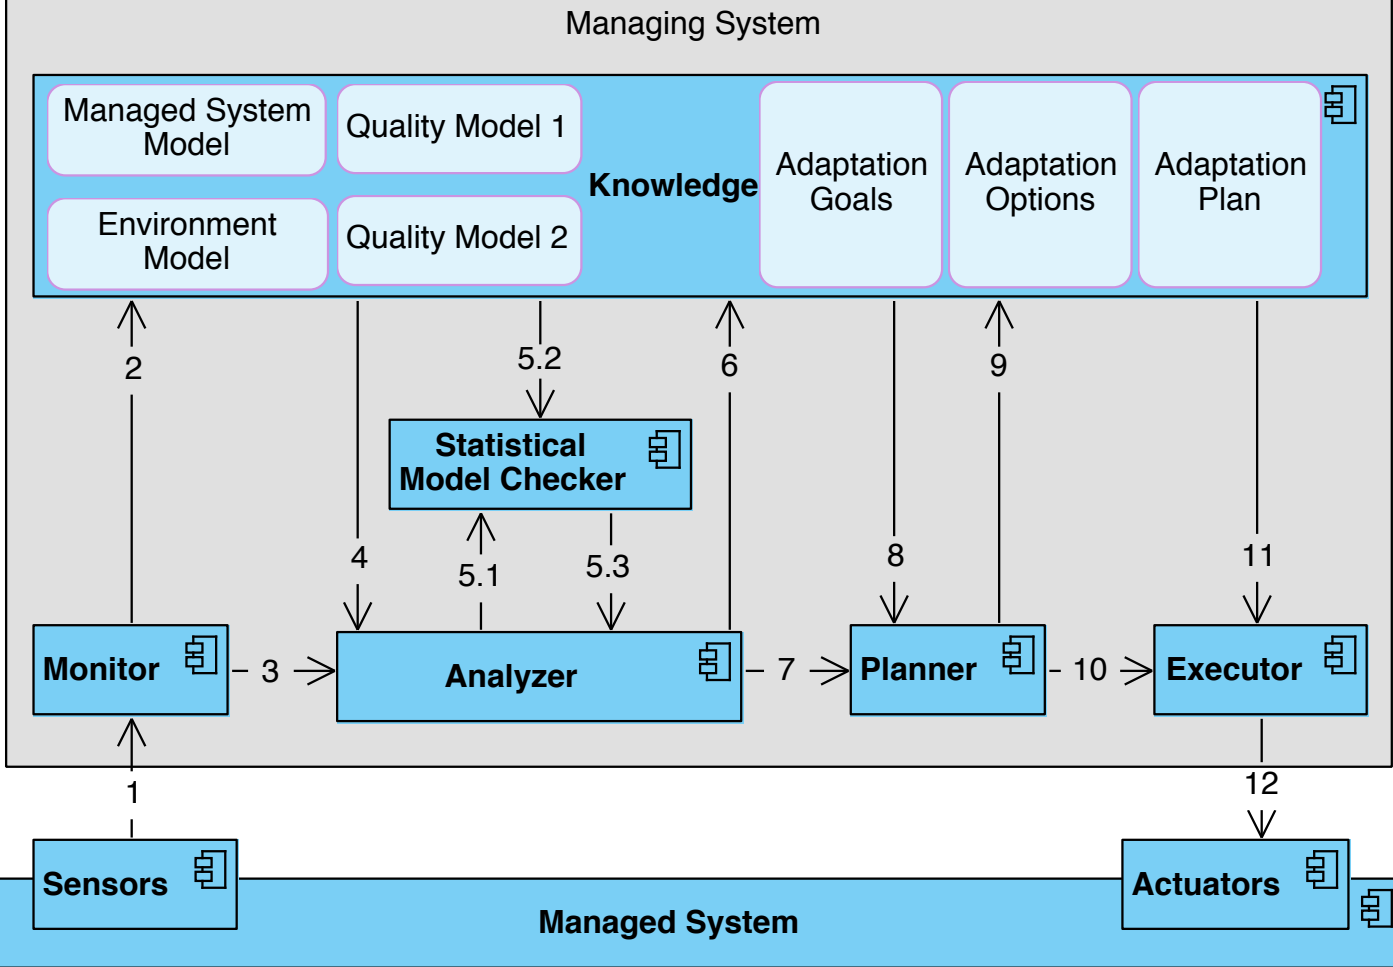 Managing System
Managed System
Model
Quality Model 1
Environment
Model
Quality Model 2
Knowledge
Adaptation
Goals
Adaptation
Options
Adaptation
Plan
2
4
5.2
6
8
9
11
Statistical
Model Checker
5.1
5.3
Monitor
3
Analyzer
7
Planner
10
Executor
1
12
Sensors
Actuators
Managed System